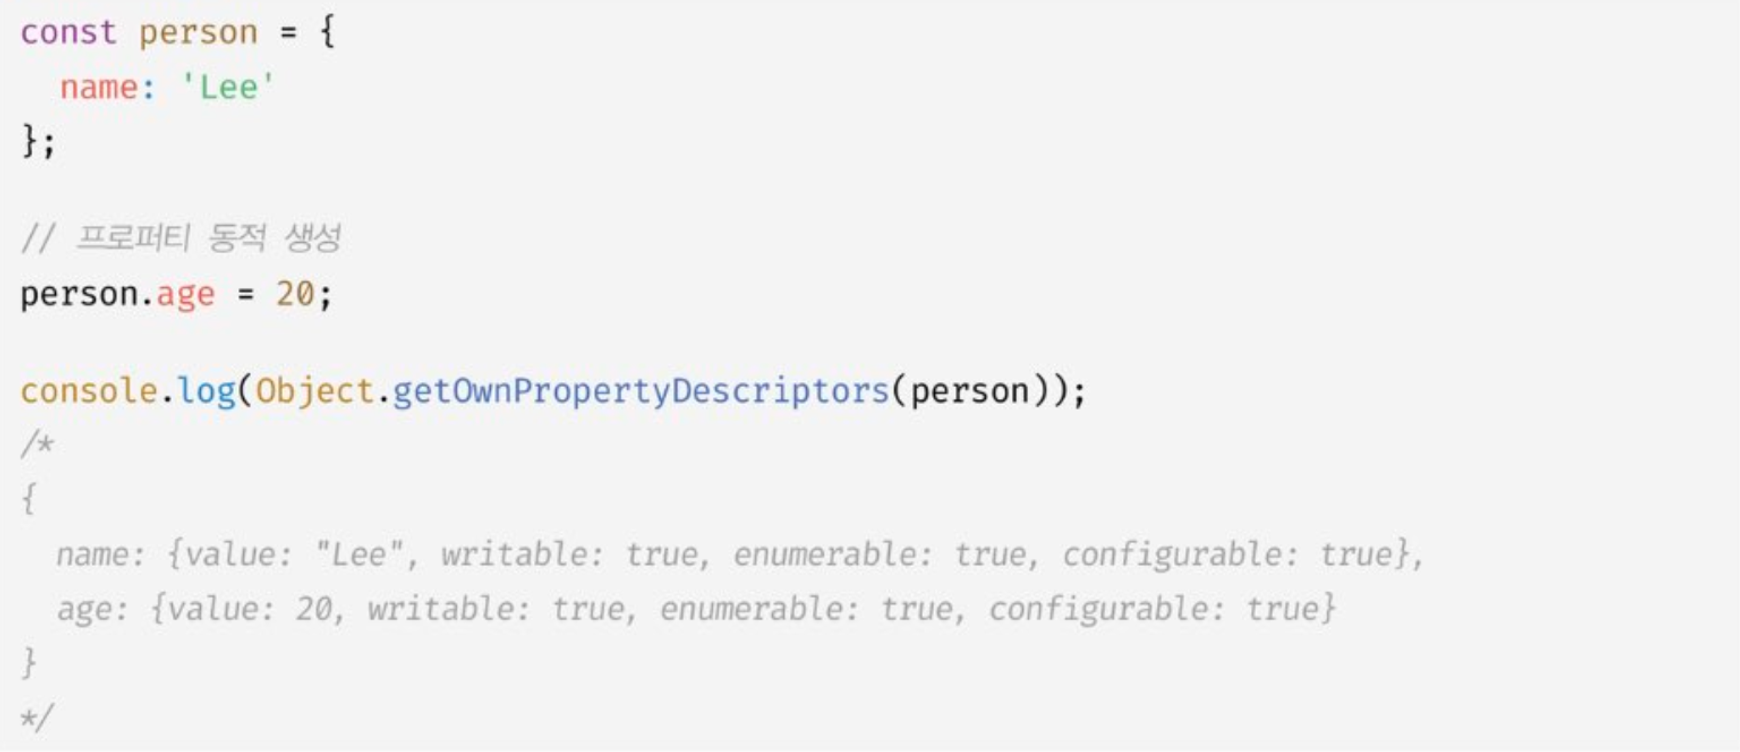 const person = {
  name: 'Lee'
};
// 프로퍼티 동적 생성
person.age = 20;
console.log(Object.getOwnPropertyDescriptors(person));
/*
{
  name: {value: "Lee", writable: true, enumerable: true, configurable: true},
  age: {value: 20, writable: true, enumerable: true, configurable: true}
}
*/